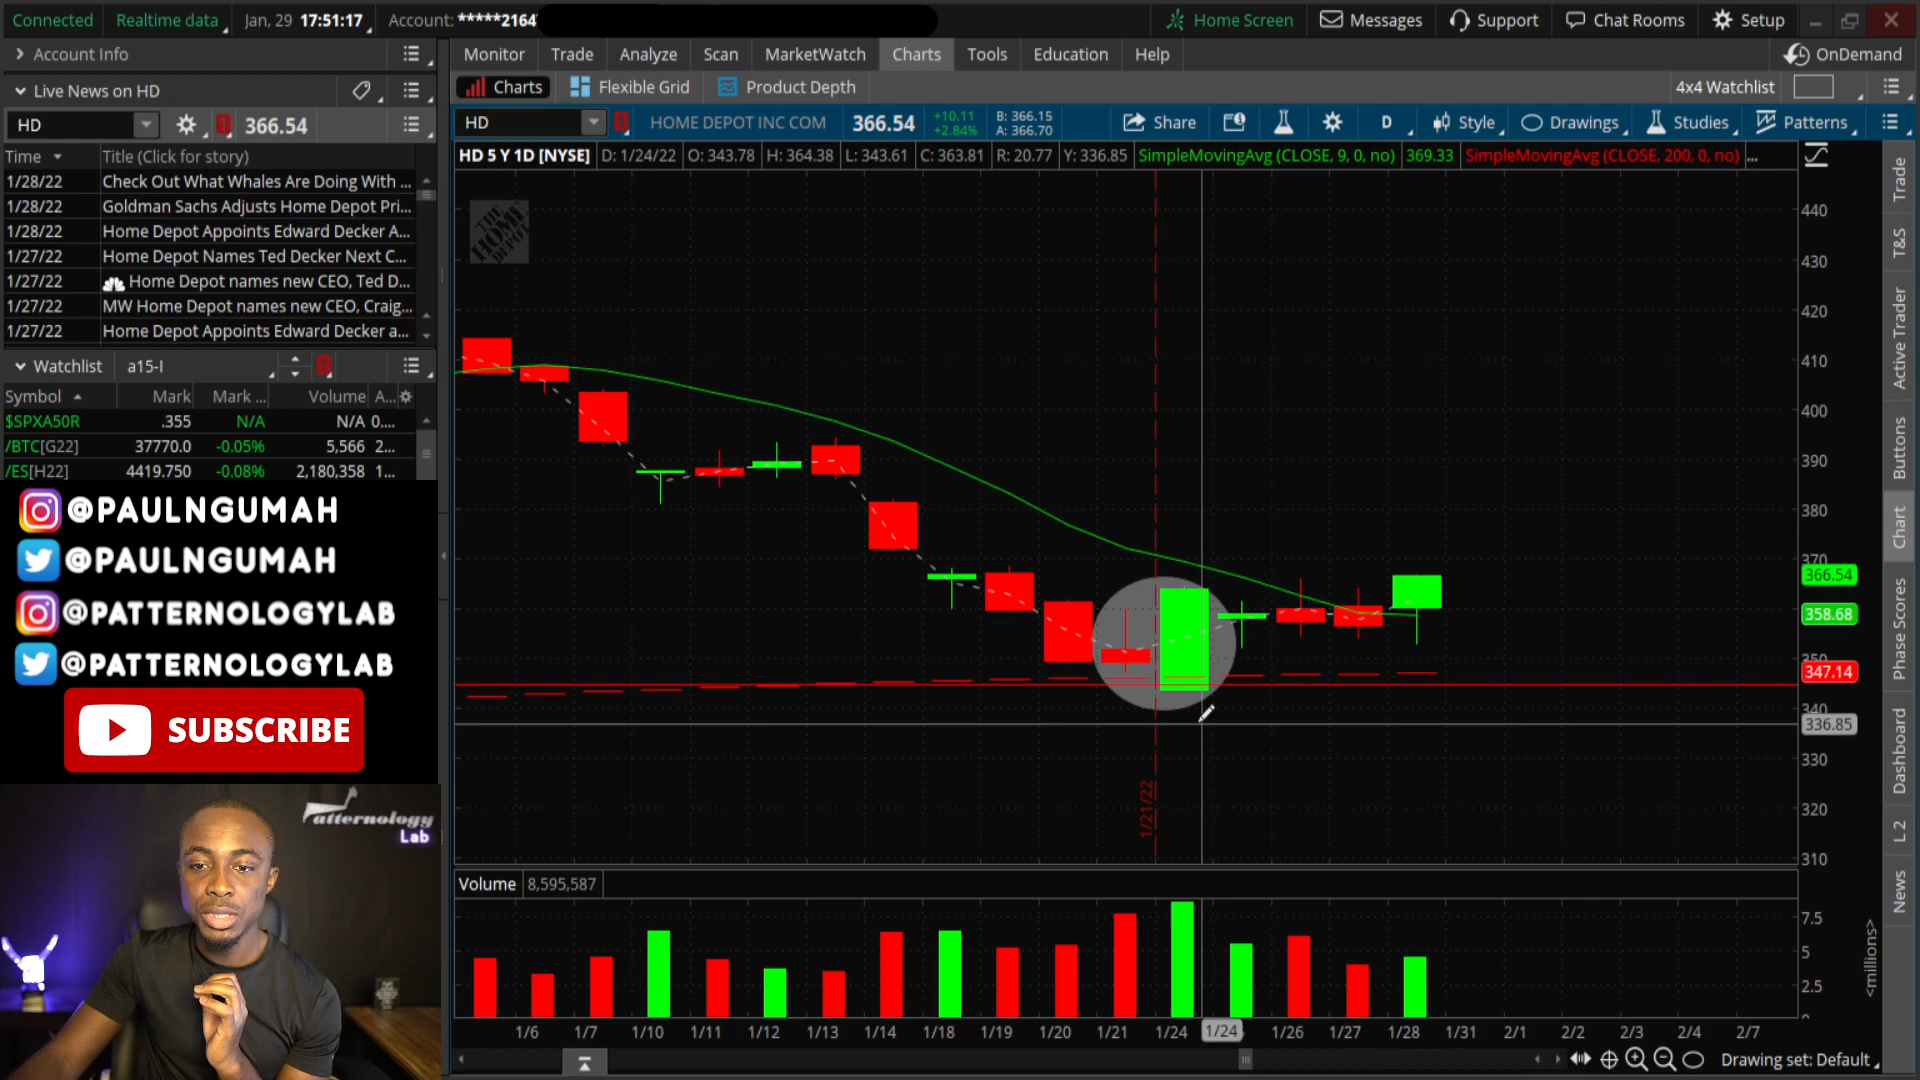 Connected Realtime data Jan, 29 17:51:17 Account: *****2164
Home Screen Messages Support Chat Rooms Setup
Account Info
Monitor Trade Analyze Scan MarketWatch Charts Tools Education Help OnDemand
Live News on HD
Charts Flexible Grid Product Depth 4x4 Watchlist
HD 366.54
HD HOME DEPOT INC COM 366.54 +10.11 +2.84% B: 366.15 A: 366.70 Share D Style Drawings Studies Patterns
Time Title (Click for story)
HD 5 Y 1D [NYSE] D: 1/24/22 O: 343.78 H: 364.38 L: 343.61 C: 363.81 R: 20.77 Y: 336.85 SimpleMovingAvg (CLOSE, 9, 0, no) 369.33 SimpleMovingAvg (CLOSE, 200, 0, no) ...
1/28/22 Check Out What Whales Are Doing With ...
1/28/22 Goldman Sachs Adjusts Home Depot Pri...
1/28/22 Home Depot Appoints Edward Decker A...
1/27/22 Home Depot Names Ted Decker Next C...
1/27/22 Home Depot names new CEO, Ted D...
1/27/22 MW Home Depot names new CEO, Craig...
1/27/22 Home Depot Appoints Edward Decker a...
Watchlist a15-I
Symbol Mark Mark ... Volume A...
$SPXA50R .355 N/A N/A 0....
/BTC[G22] 37770.0 -0.05% 5,566 2...
/ES[H22] 4419.750 -0.08% 2,180,358 1...
@PAULNGUMAH
@PAULNGUMAH
@PATTERNOLOGYLAB
@PATTERNOLOGYLAB
SUBSCRIBE
Patternology
Lab
THE
HOME
DEPOT
440
430
420
410
400
390
380
370
366.54
358.68
350
347.14
340
336.85
330
320
310
1/21/22
Volume 8,595,587
7.5
5
2.5
0
<millions>
1/6 1/7 1/10 1/11 1/12 1/13 1/14 1/18 1/19 1/20 1/21 1/24 1/24 1/26 1/27 1/28 1/31 2/1 2/2 2/3 2/4 2/7
Drawing set: Default
Trade
T&S
Active Trader
Buttons
Chart
Phase Scores
Dashboard
L 2
News